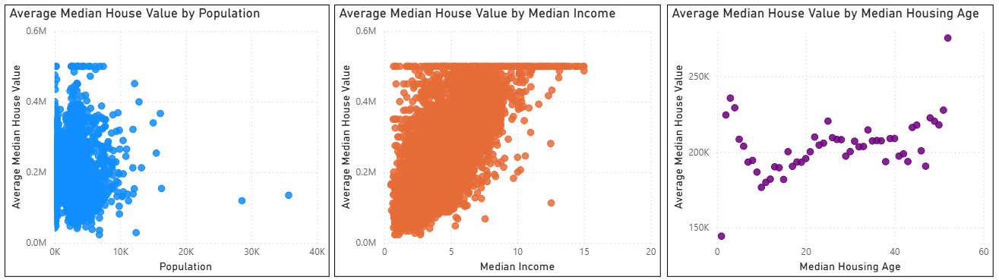 Average Median House Value by Population
0.6M
0.4M
0.2M
0.0M
Average Median House Value
0K
10K
20K
30K
40K
Population
Average Median House Value by Median Income
0.6M
0.4M
0.2M
0.0M
Average Median House Value
0
5
10
15
20
Median Income
Average Median House Value by Median Housing Age
250K
200K
150K
Average Median House Value
0
20
40
60
Median Housing Age